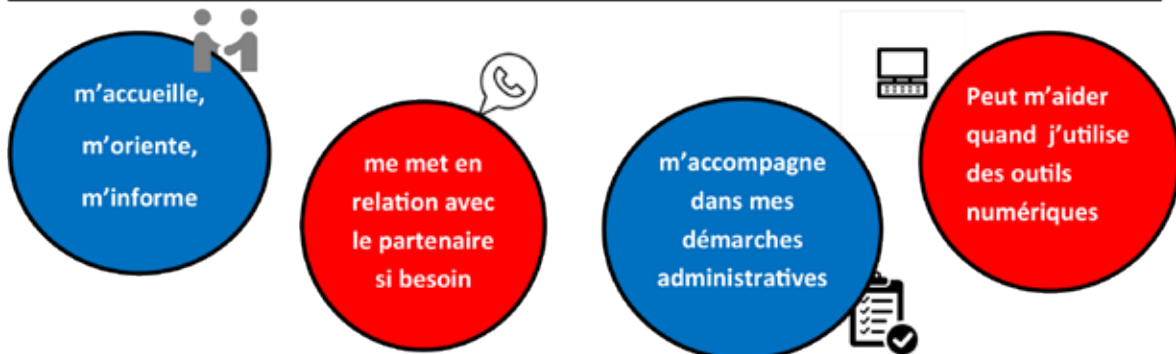 m'accueille,
m'oriente,
m'informe
me met en
relation avec
le partenaire
si besoin
m'accompagne
dans mes
démarches
administratives
Peut m'aider
quand  j'utilise
des outils
numériques